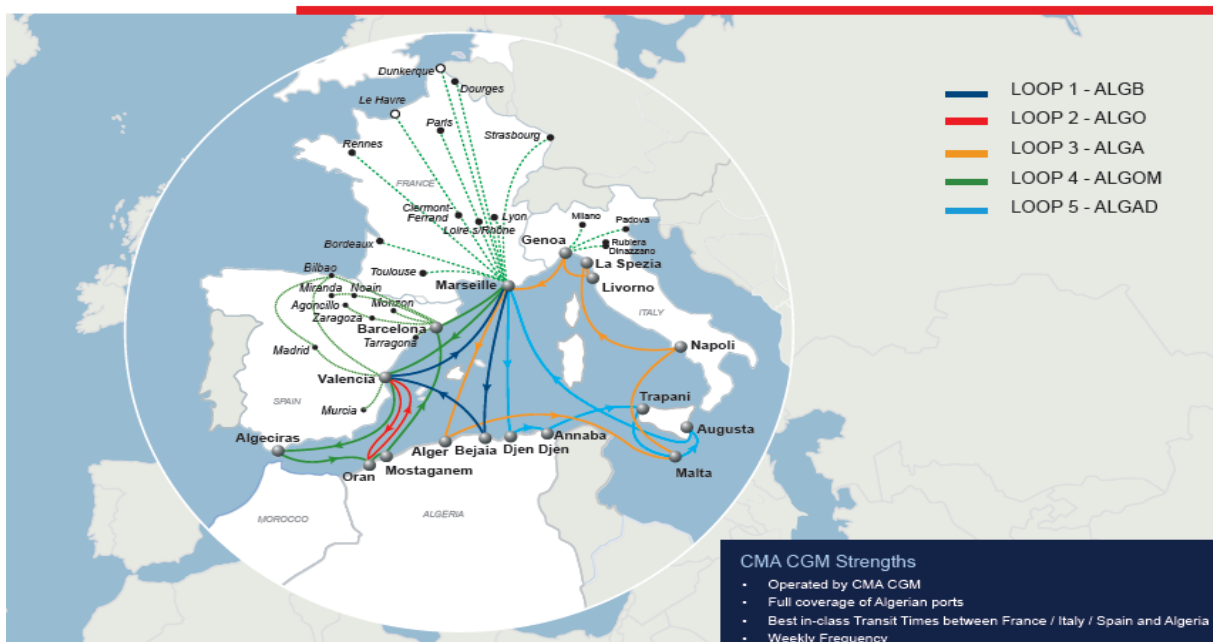 Dunkerque
Dourges
Le Havre
Paris
Strasbourg
Rennes
FRANCE
Clermont-
Ferrand
Lyon
Loire s/Rhône
Bordeaux
Toulouse
Marseille
Milano
Padova
Genoa
Rubiera
Dinazzano
La Spezia
Livorno
ITALY
Bilbao
Miranda
Noain
Agoncillo
Monzon
Zaragoza
Barcelona
Tarragona
Madrid
Valencia
Napoli
SPAIN
Murcia
Trapani
Algeciras
Augusta
Alger
Bejaia
Djen Djen
Annaba
Oran
Mostaganem
Malta
MOROCCO
ALGERIA
LOOP 1 - ALGB
LOOP 2 - ALGO
LOOP 3 - ALGA
LOOP 4 - ALGOM
LOOP 5 - ALGAD
CMA CGM Strengths
• Operated by CMA CGM
• Full coverage of Algerian ports
• Best in-class Transit Times between France / Italy / Spain and Algeria
• Weekly Frequency